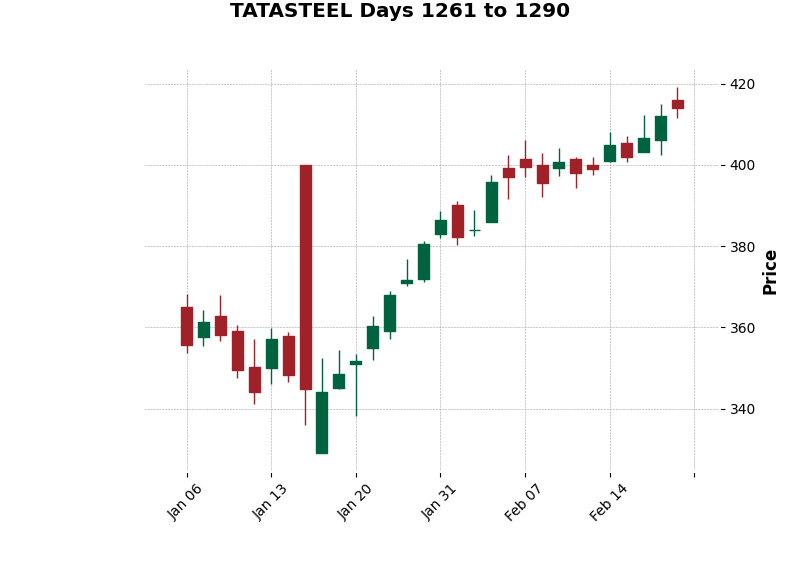 TATASTEEL Days 1261 to 1290
420
400
380
360
340
Price
Jan 06
Jan 13
Jan 20
Jan 31
Feb 07
Feb 14